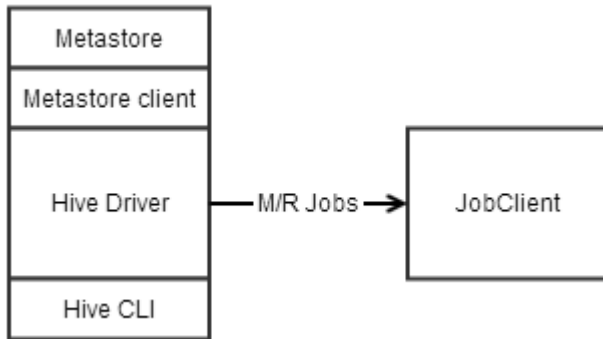 Metastore
Metastore client
Hive Driver
M/R Jobs
JobClient
Hive CLI